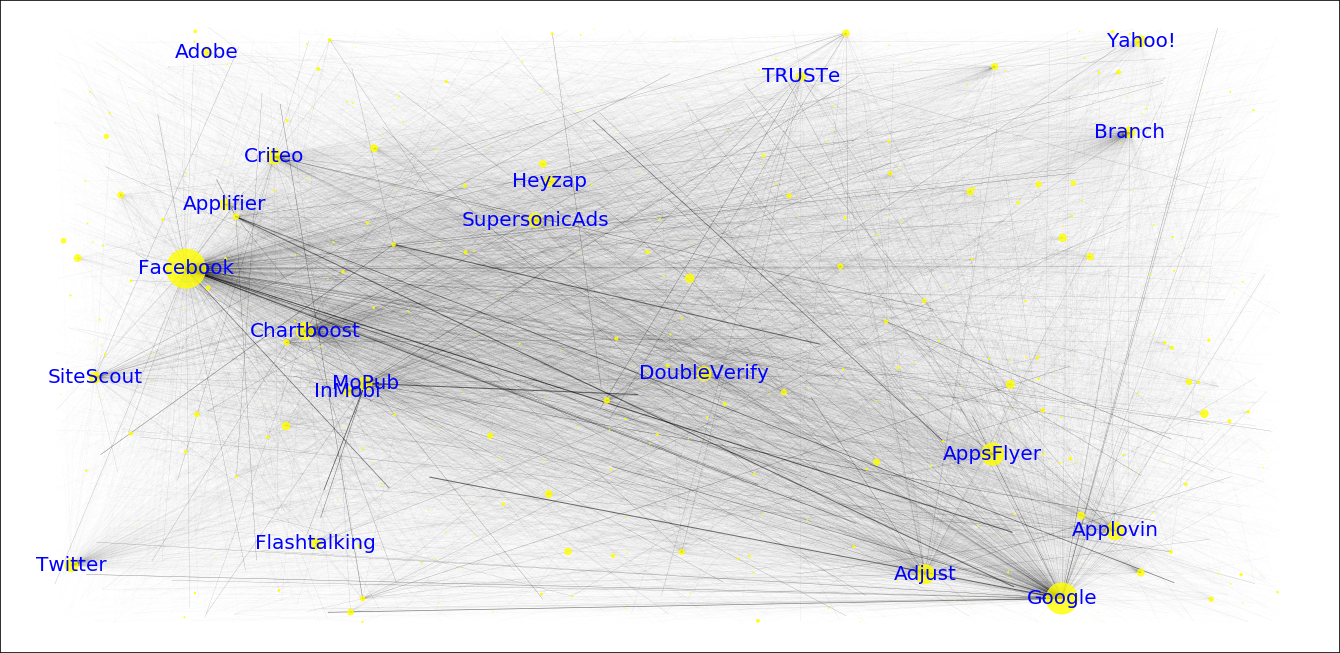 Yahoo!
Adobe
TRUSTe
Branch
Criteo
Heyzap
Applifier
SupersonicAds
Facebook
Chartboost
DoubleVerify
SiteScout
MoPub
InMobi
AppsFlyer
Applovin
Flashtalking
Twitter
Adjust
Google